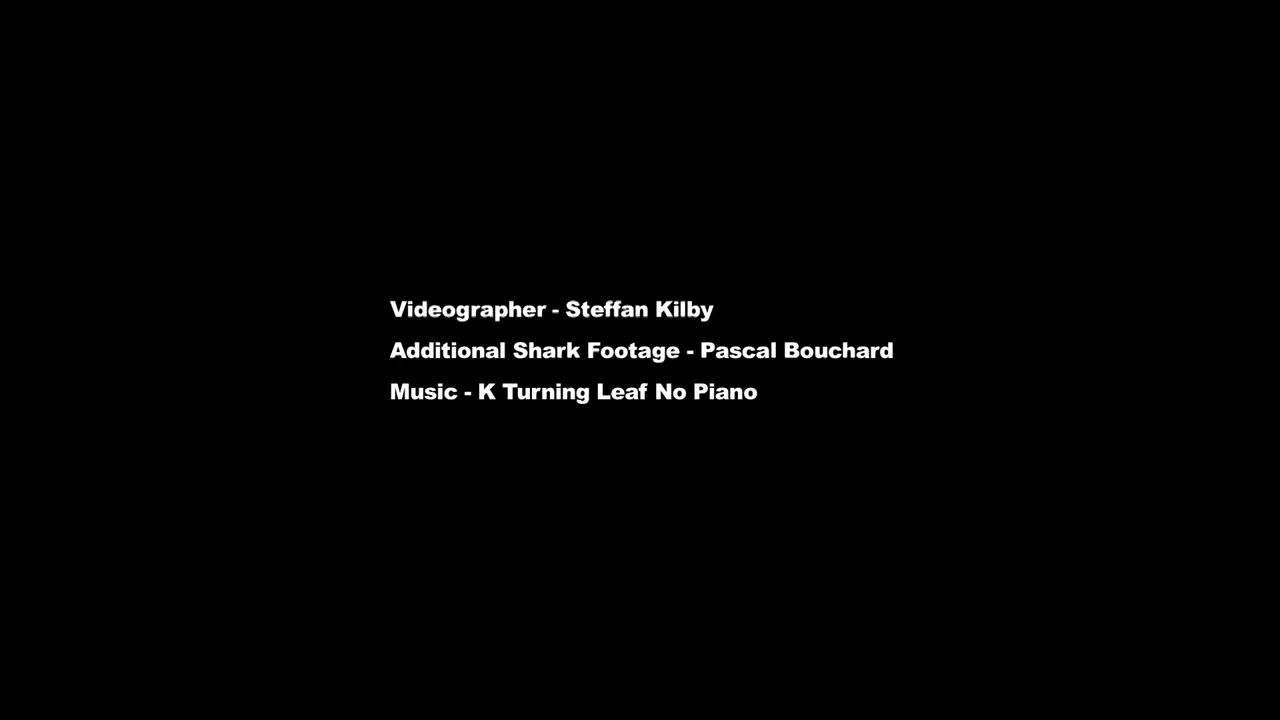 Videographer - Steffan Kilby
Additional Shark Footage - Pascal Bouchard
Music - K Turning Leaf No Piano